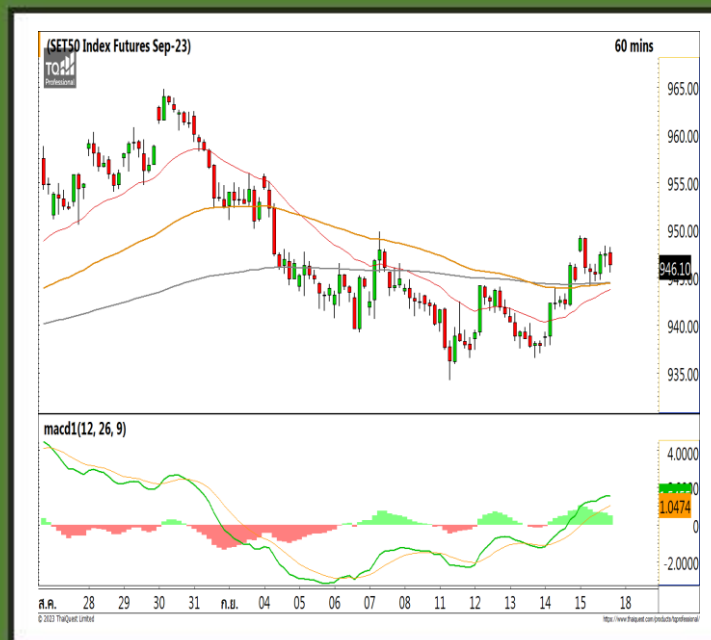 (SET50 Index Futures Sep-23) 60 mins
TQ
Professional
965.00
960.00
955.00
950.00
946.10
945.00
940.00
935.00
macd1(12, 26, 9)
4.0000
1.0474
0
-2.0000
ส.ค. 28 29 30 31 ก.ย. 04 05 06 07 08 11 12 13 14 15 18
© 2023 ThaiQuest Limited